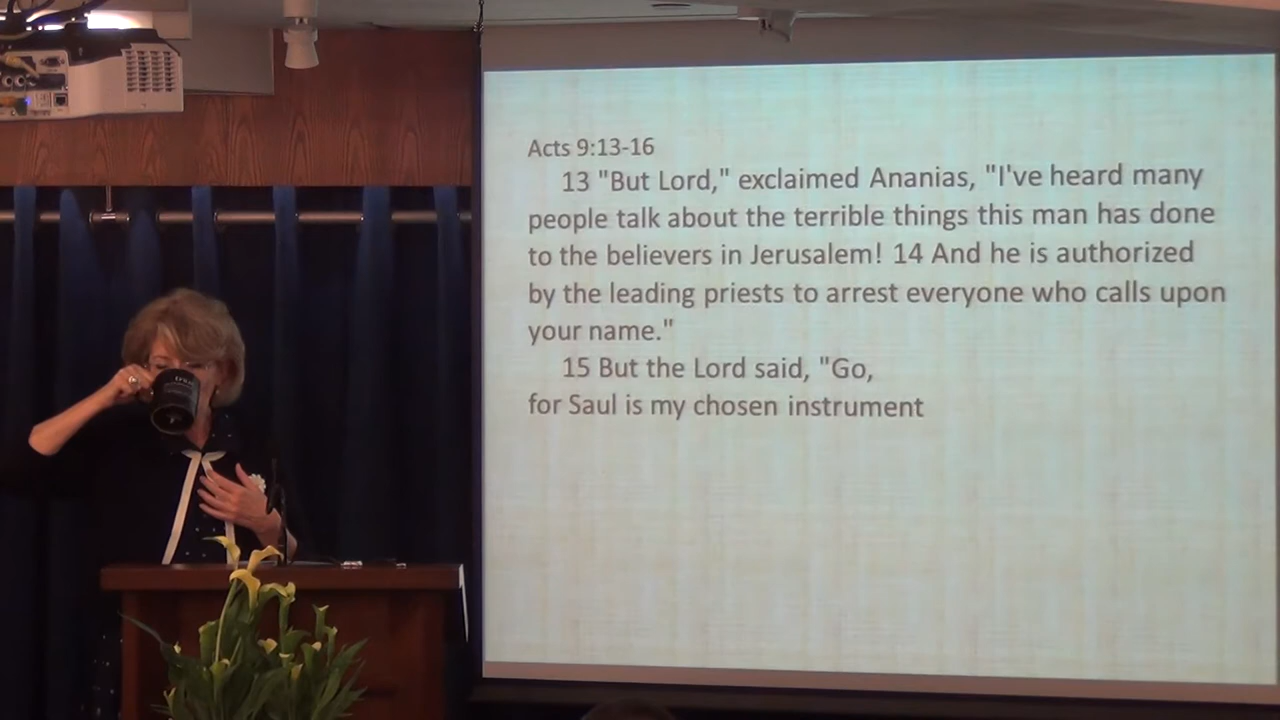 Acts 9:13-16
13 "But Lord," exclaimed Ananias, "I've heard many
people talk about the terrible things this man has done
to the believers in Jerusalem! 14 And he is authorized
by the leading priests to arrest everyone who calls upon
your name."
15 But the Lord said, "Go,
for Saul is my chosen instrument